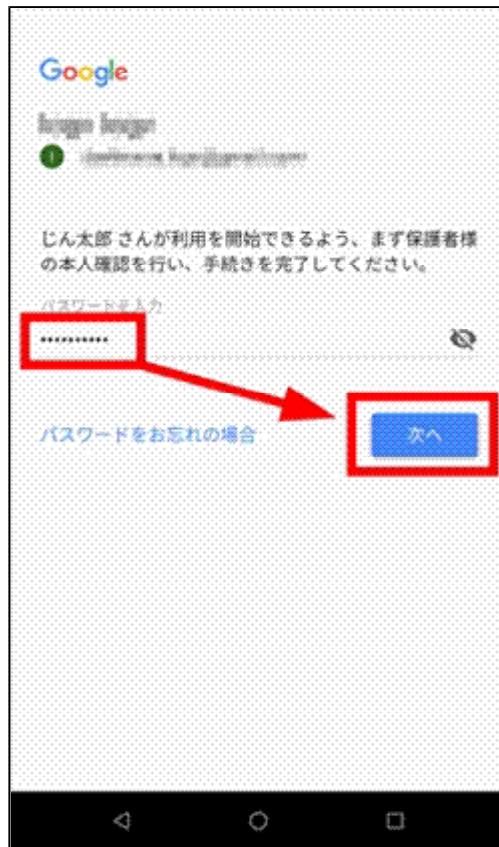 Google
じん太郎 さんが利用を開始できるよう、まず保護者様
の本人確認を行い、手続きを完了してください。
パスワードを入力
••••••••••
パスワードをお忘れの場合
次へ